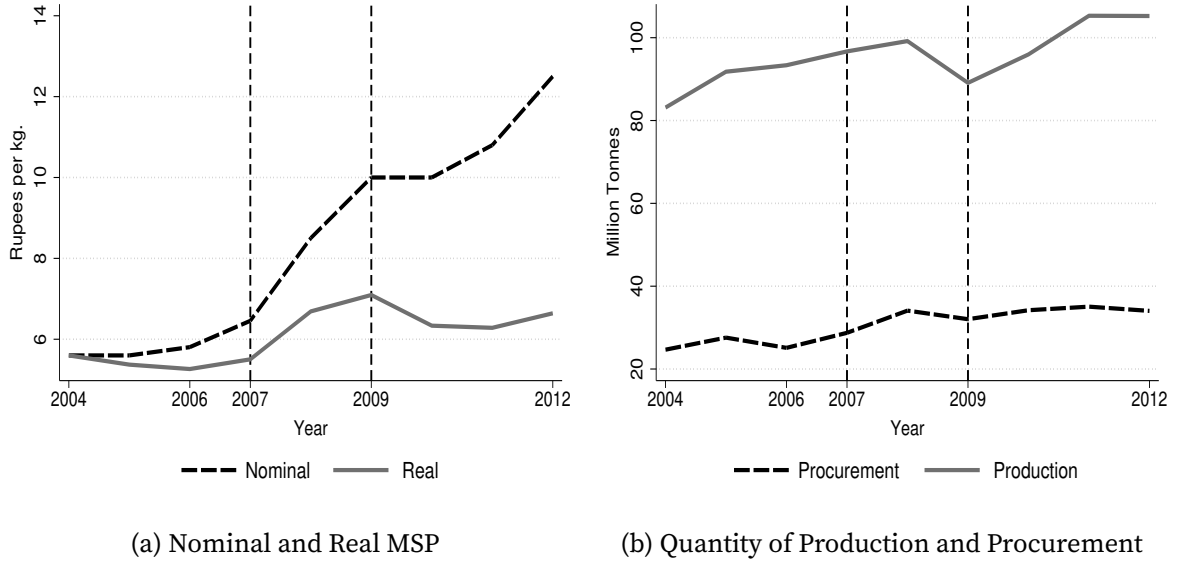 14
12
10
8
6
Rupees per kg.
2004 2006 2007 2009 2012
Year
Nominal Real
(a) Nominal and Real MSP
100
80
60
40
20
Million Tonnes
2004 2006 2007 2009 2012
Year
Procurement Production
(b) Quantity of Production and Procurement